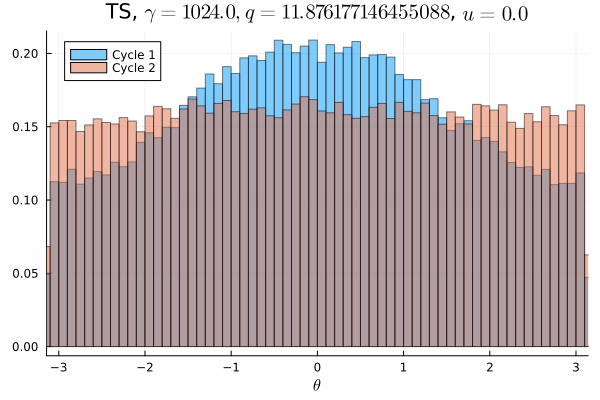 TS, γ = 1024.0, q = 11.876177146455088, u = 0.0
Cycle 1
Cycle 2
0.20
0.15
0.10
0.05
0.00
−3 −2 −1 0 1 2 3
θ